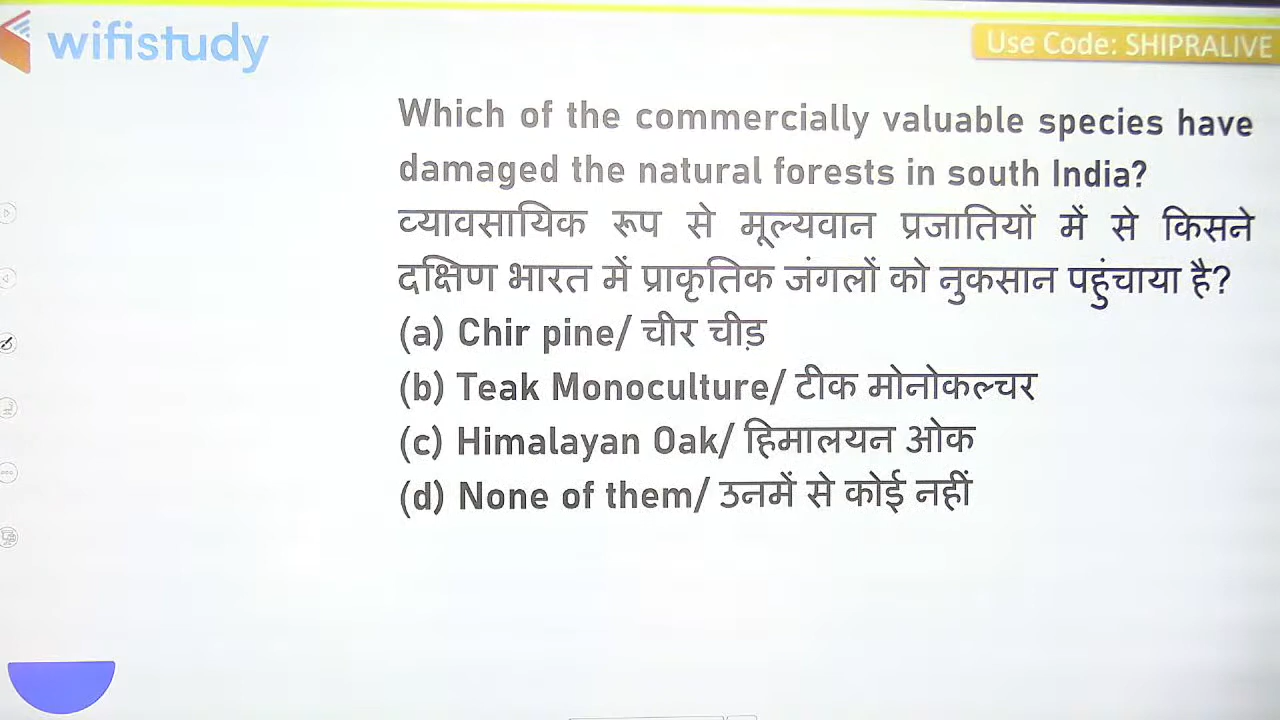 wifistudy
Use Code: SHIPRALIVE
Which of the commercially valuable species have
damaged the natural forests in south India?
व्यावसायिक रूप से मूल्यवान प्रजातियों में से किसने
दक्षिण भारत में प्राकृतिक जंगलों को नुकसान पहुंचाया है?
(a) Chir pine/ चीर चीड़
(b) Teak Monoculture/ टीक मोनोकल्चर
(c) Himalayan Oak/ हिमालयन ओक
(d) None of them/ उनमें से कोई नहीं